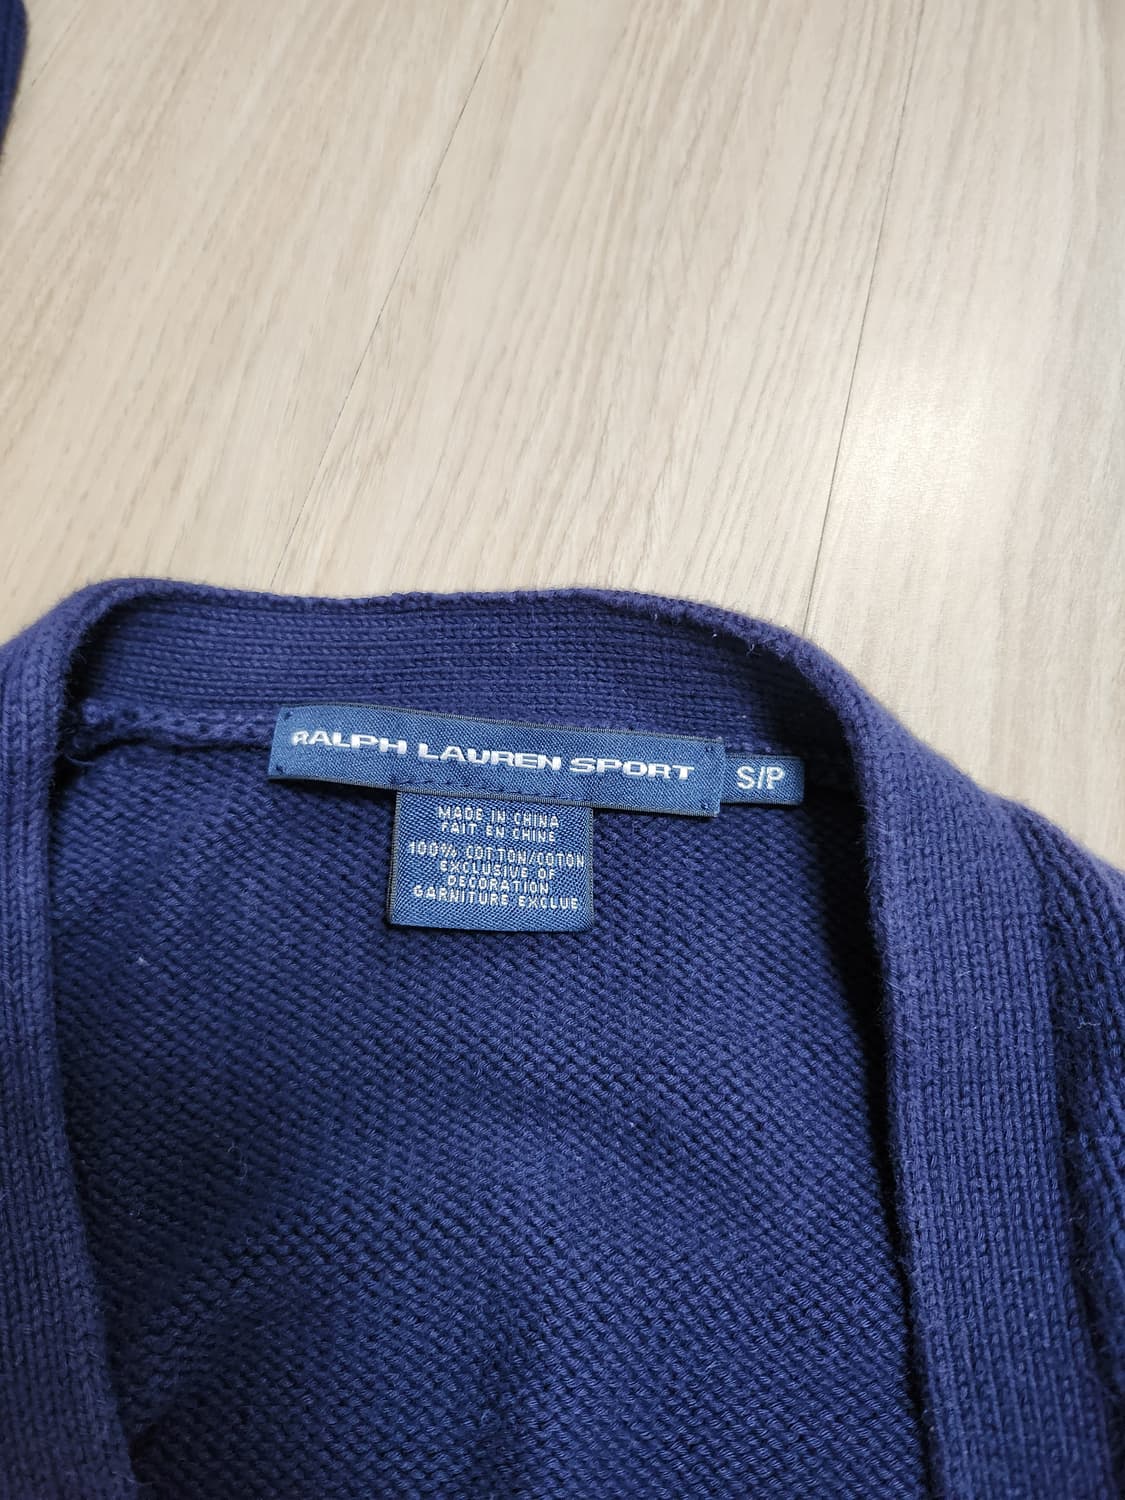 RALPH LAUREN SPORT
S/P
MADE IN CHINA
FAIT EN CHINE
100% COTTON/COTON
EXCLUSIVE OF
DECORATION
GARNITURE EXCLUE